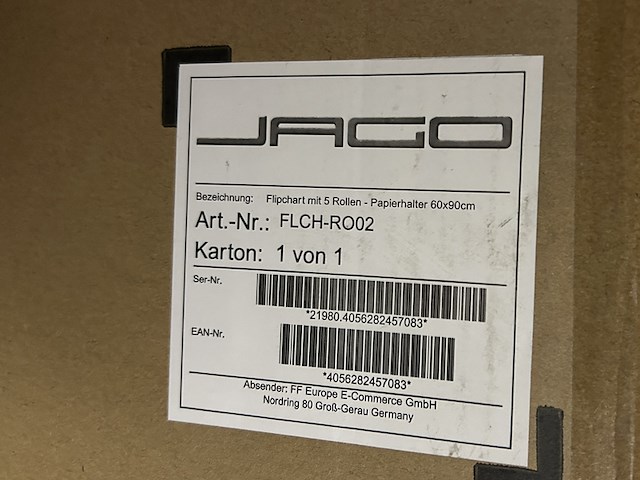 JAGO
Bezeichnung: Flipchart mit 5 Rollen - Papierhalter 60x90cm
Art.-Nr.: FLCH-RO02
Karton: 1 von 1
Ser-Nr.
*21980.4056282457083*
EAN-Nr.
*4056282457083*
Absender: FF Europe E-Commerce GmbH
Nordring 80 Groß-Gerau Germany